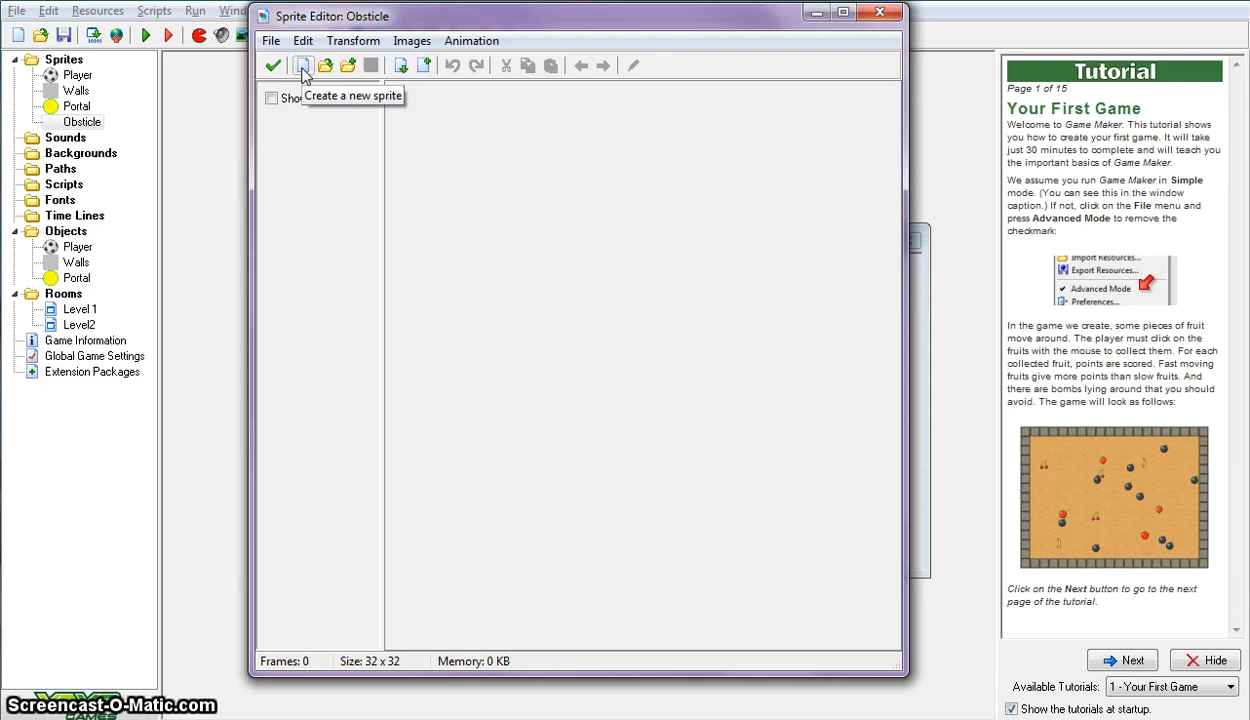 File Edit Resources Scripts Run
Sprite Editor: Obsticle
File Edit Transform Images Animation
Create a new sprite
Sprites
Player
Walls
Portal
Obsticle
Sounds
Backgrounds
Paths
Scripts
Fonts
Time Lines
Objects
Player
Walls
Portal
Rooms
Level 1
Level2
Game Information
Global Game Settings
Extension Packages
Frames: 0 Size: 32 x 32 Memory: 0 KB
Tutorial
Page 1 of 15
Your First Game
Welcome to Game Maker. This tutorial shows
you how to create your first game. It will take
just 30 minutes to complete and will teach you
the important basics of Game Maker.
We assume you run Game Maker in Simple
mode. (You can see this in the window
caption.) If not, click on the File menu and
press Advanced Mode to remove the
checkmark:
Import Resources...
Export Resources...
Advanced Mode
Preferences...
In the game we create, some pieces of fruit
move around. The player must click on the
fruits with the mouse to collect them. For each
collected fruit, points are scored. Fast moving
fruits give more points than slow fruits. And
there are bombs lying around that you should
avoid. The game will look as follows:
Click on the Next button to go to the next
page of the tutorial.
Next Hide
Available Tutorials: 1 - Your First Game
Show the tutorials at startup.
Screencast-O-Matic.com